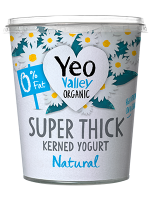 Yeo
Valley
ORGANIC
0%
Fat
SUPER THICK
KERNED YOGURT
Natural